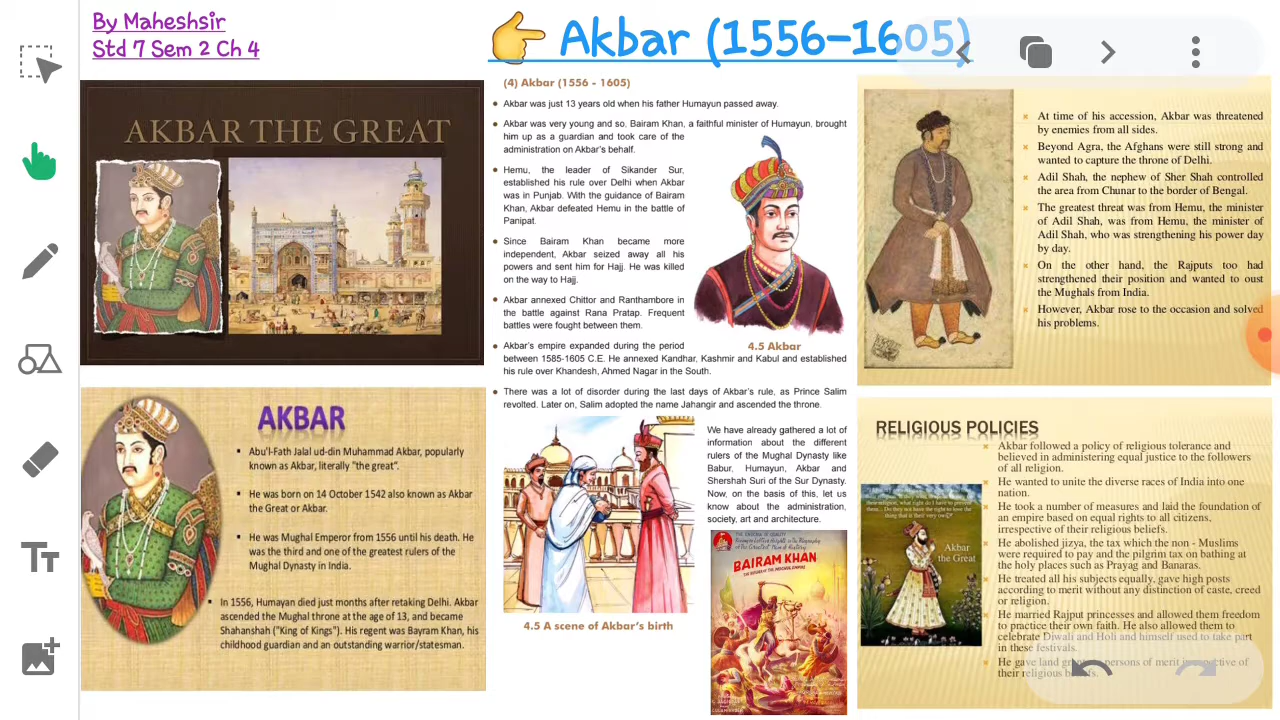 By Maheshsir
Std 7 Sem 2 Ch 4
Akbar (1556-1605)
AKBAR THE GREAT
AKBAR
Abu'l-Fath Jalal ud-din Muhammad Akbar, popularly
known as Akbar, literally "the great".
He was born on 14 October 1542 also known as Akbar
the Great or Akbar.
He was Mughal Emperor from 1556 until his death. He
was the third and one of the greatest rulers of the
Mughal Dynasty in India.
In 1556, Humayan died just months after retaking Delhi. Akbar
ascended the Mughal throne at the age of 13, and became
Shahanshah ("King of Kings"). His regent was Bayram Khan, his
childhood guardian and an outstanding warrior/statesman.
(4) Akbar (1556 - 1605)
Akbar was just 13 years old when his father Humayun passed away.
Akbar was very young and so, Bairam Khan, a faithful minister of Humayun, brought
him up as a guardian and took care of the
administration on Akbar's behalf.
Hemu, the leader of Sikander Sur,
established his rule over Delhi when Akbar
was in Punjab. With the guidance of Bairam
Khan, Akbar defeated Hemu in the battle of
Panipat.
Since Bairam Khan became more
independent, Akbar seized away all his
powers and sent him for Hajj. He was killed
on the way to Hajj.
Akbar annexed Chittor and Ranthambore in
the battle against Rana Pratap. Frequent
battles were fought between them.
4.5 Akbar
Akbar's empire expanded during the period
between 1585-1605 C.E. He annexed Kandhar, Kashmir and Kabul and established
his rule over Khandesh, Ahmed Nagar in the South.
There was a lot of disorder during the last days of Akbar's rule, as Prince Salim
revolted. Later on, Salim adopted the name Jahangir and ascended the throne.
We have already gathered a lot of
information about the different
rulers of the Mughal Dynasty like
Babur, Humayun, Akbar and
Shershah Suri of the Sur Dynasty.
Now, on the basis of this, let us
know about the administration,
society, art and architecture.
4.5 A scene of Akbar's birth
BAIRAM KHAN
At time of his accession, Akbar was threatened
by enemies from all sides.
Beyond Agra, the Afghans were still strong and
wanted to capture the throne of Delhi.
Adil Shah, the nephew of Sher Shah controlled
the area from Chunar to the border of Bengal.
The greatest threat was from Hemu, the minister
of Adil Shah, was from Hemu, the minister of
Adil Shah, who was strengthening his power day
by day.
On the other hand, the Rajputs too had
strengthened their position and wanted to oust
the Mughals from India.
However, Akbar rose to the occasion and solved
his problems.
RELIGIOUS POLICIES
Akbar followed a policy of religious tolerance and
believed in administering equal justice to the followers
of all religion.
He wanted to unite the diverse races of India into one
nation.
He took a number of measures and laid the foundation of
an empire based on equal rights to all citizens,
irrespective of their religious beliefs.
He abolished jizya, the tax which the non - Muslims
were required to pay and the pilgrim tax on bathing at
the holy places such as Prayag and Banaras.
He treated all his subjects equally, gave high posts
according to merit without any distinction of caste, creed
or religion.
He married Rajput princesses and allowed them freedom
to practice their own faith. He also allowed them to
celebrate Diwali and Holi and himself used to take part
in these festivals.
He gave land to persons of merit of
their religious
Akbar
the Great
Tт